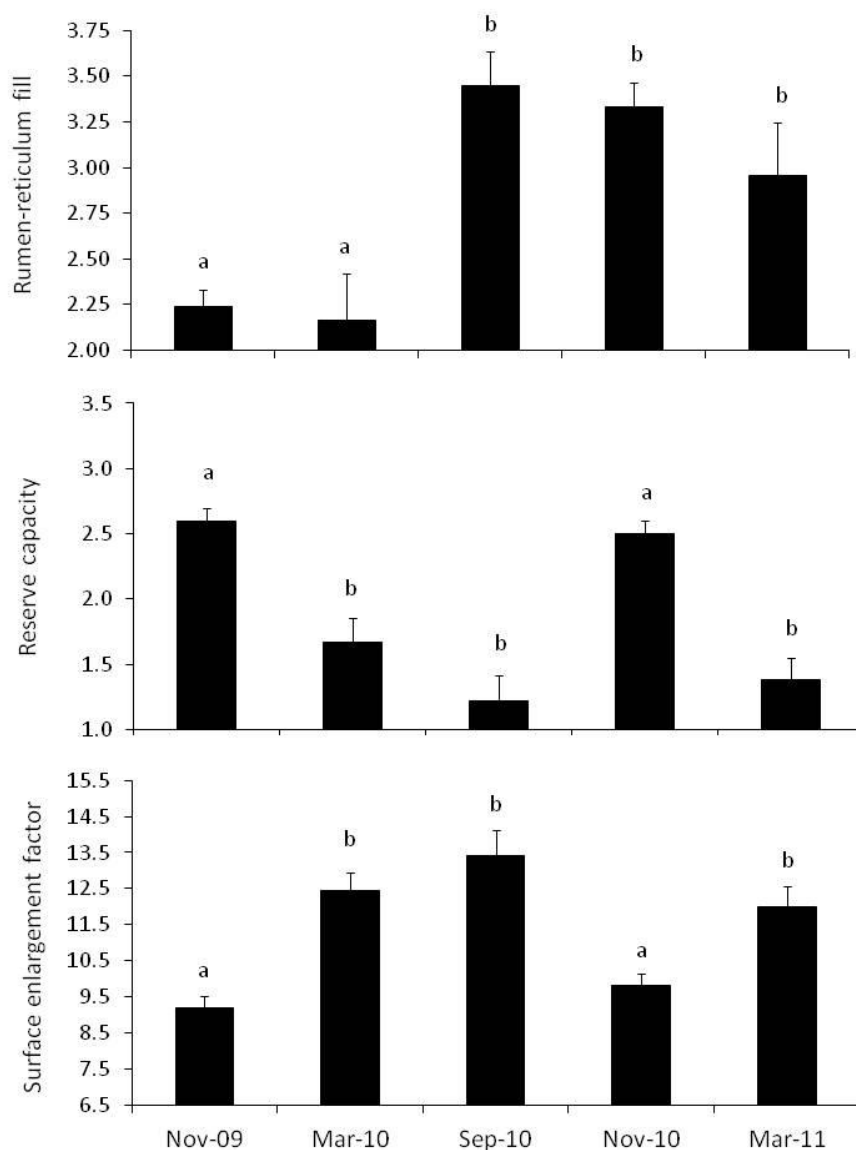 Rumen-reticulum fill
3.75
3.50
3.25
3.00
2.75
2.50
2.25
2.00
a
a
b
b
b
Reserve capacity
3.5
3.0
2.5
2.0
1.5
1.0
a
b
b
a
b
Surface enlargement factor
15.5
14.5
13.5
12.5
11.5
10.5
9.5
8.5
7.5
6.5
a
b
b
a
b
Nov-09 Mar-10 Sep-10 Nov-10 Mar-11